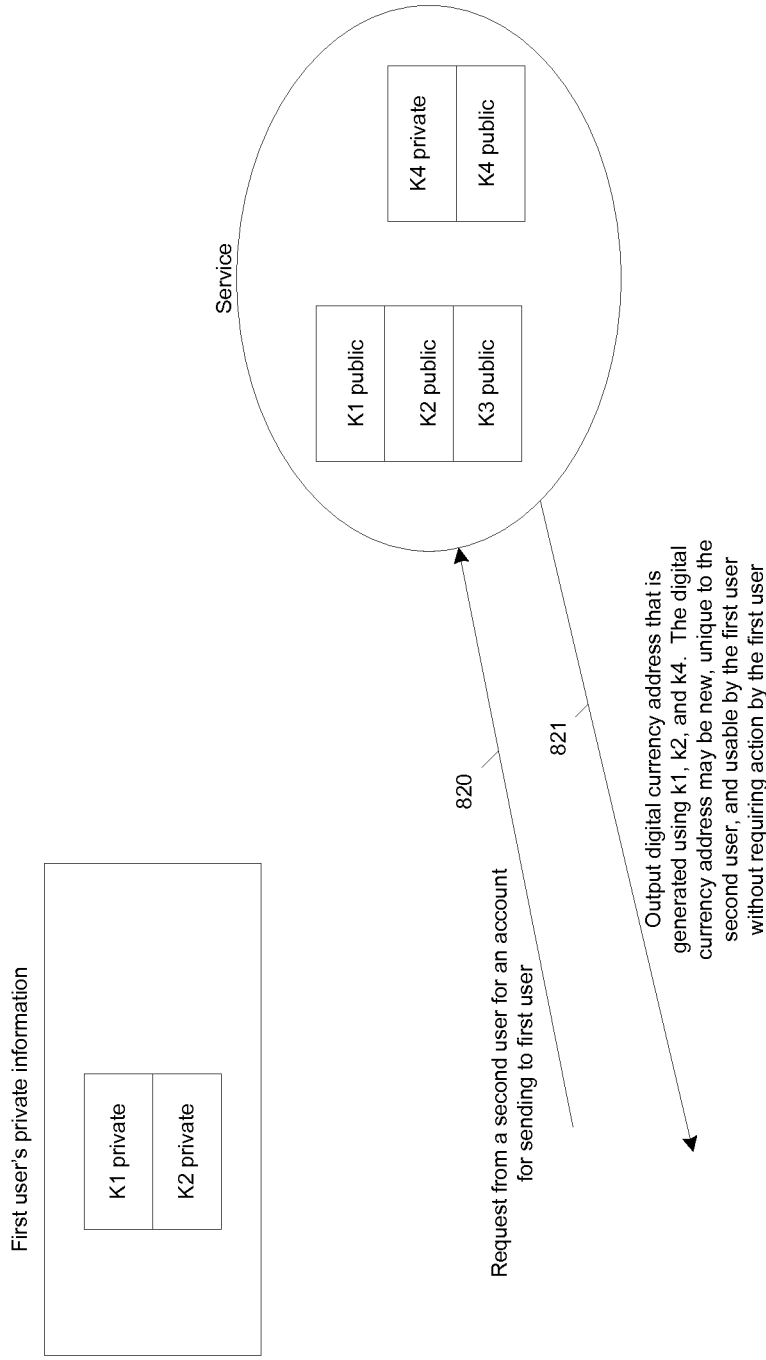 First user's private information
K1 private
K2 private
Service
K1 public
K2 public
K3 public
K4 private
K4 public
820
Request from a second user for an account
for sending to first user
821
Output digital currency address that is
generated using k1, k2, and k4. The digital
currency address may be new, unique to the
second user, and usable by the first user
without requiring action by the first user